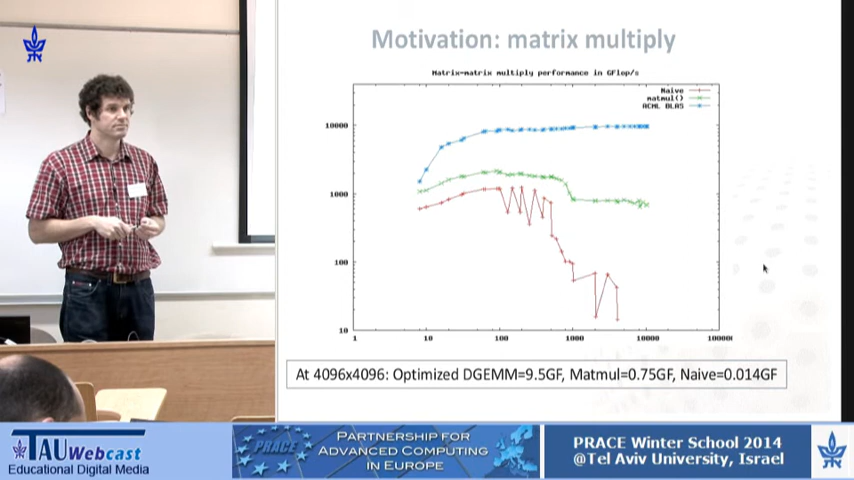 Motivation: matrix multiply
Matrix-matrix multiply performance in GFlop/s
Naive
matmul()
ACML BLAS
10000
1000
100
10
1
10
100
1000
10000
At 4096x4096: Optimized DGEMM=9.5GF, Matmul=0.75GF, Naive=0.014GF
TAU Webcast
Educational Digital Media
PRACE
PARTNERSHIP FOR
ADVANCED COMPUTING
IN EUROPE
PRACE Winter School 2014
@Tel Aviv University, Israel